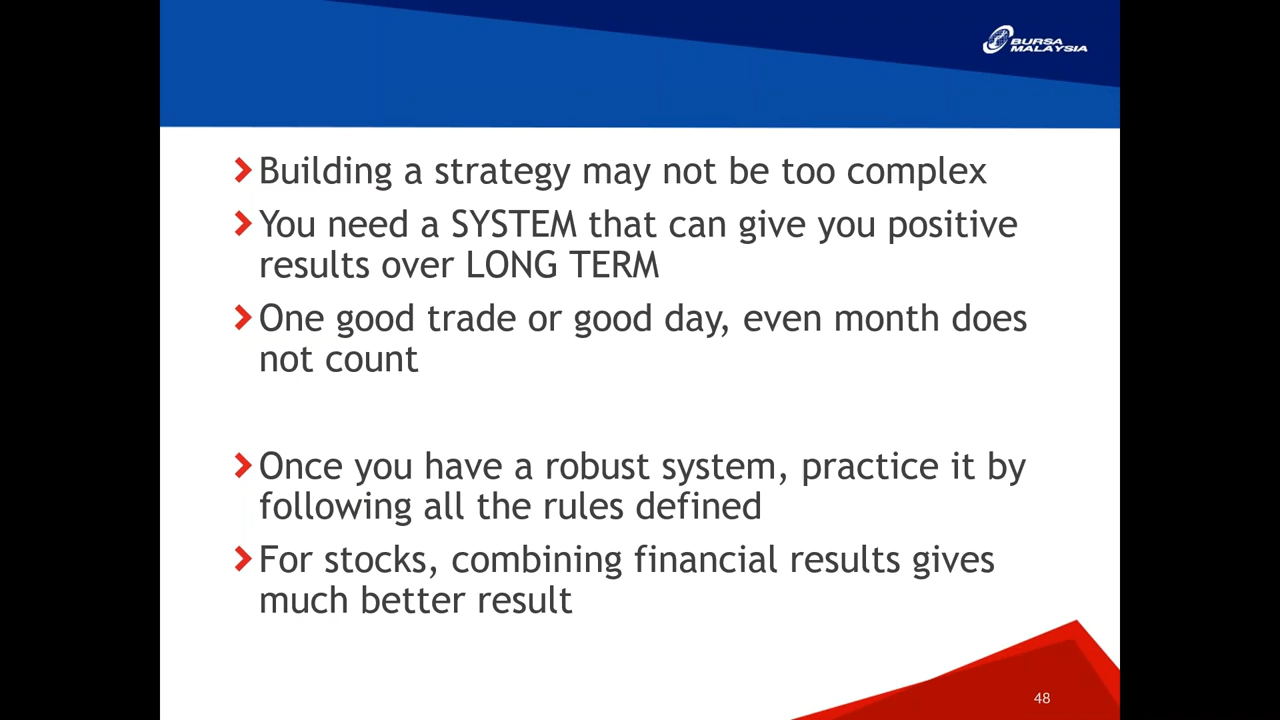 BURSA
MALAYSIA
Building a strategy may not be too complex
You need a SYSTEM that can give you positive
results over LONG TERM
One good trade or good day, even month does
not count
Once you have a robust system, practice it by
following all the rules defined
For stocks, combining financial results gives
much better result
48